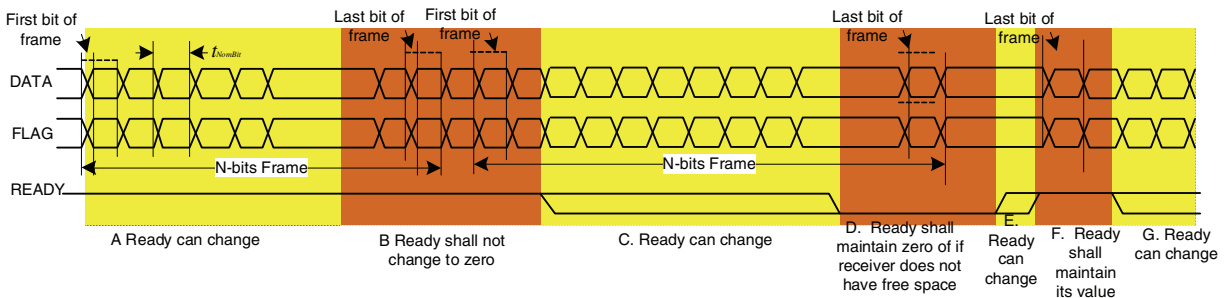 First bit of
frame
t NomBit
Last bit of
frame
First bit of
frame
Last bit of
frame
Last bit of
frame
DATA
FLAG
N-bits Frame
N-bits Frame
READY
A Ready can change
B Ready shall not
change to zero
C. Ready can change
D. Ready shall
maintain zero of if
receiver does not
have free space
E.
Ready
can
change
F. Ready
shall
maintain
its value
G. Ready
can change